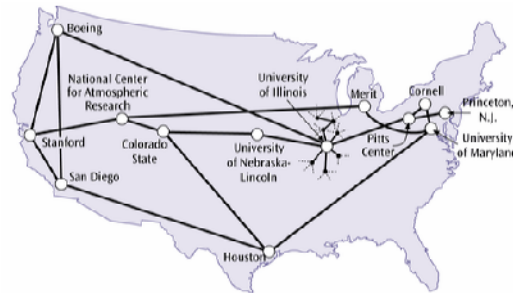 Boeing
National Center
for Atmospheric
Research
University
of Illinois
Merit
Cornell
Princeton,
N.J.
Stanford
Colorado
State
University
of Nebraska-
Lincoln
Pitts
Center
University
of Maryland
San Diego
Houston